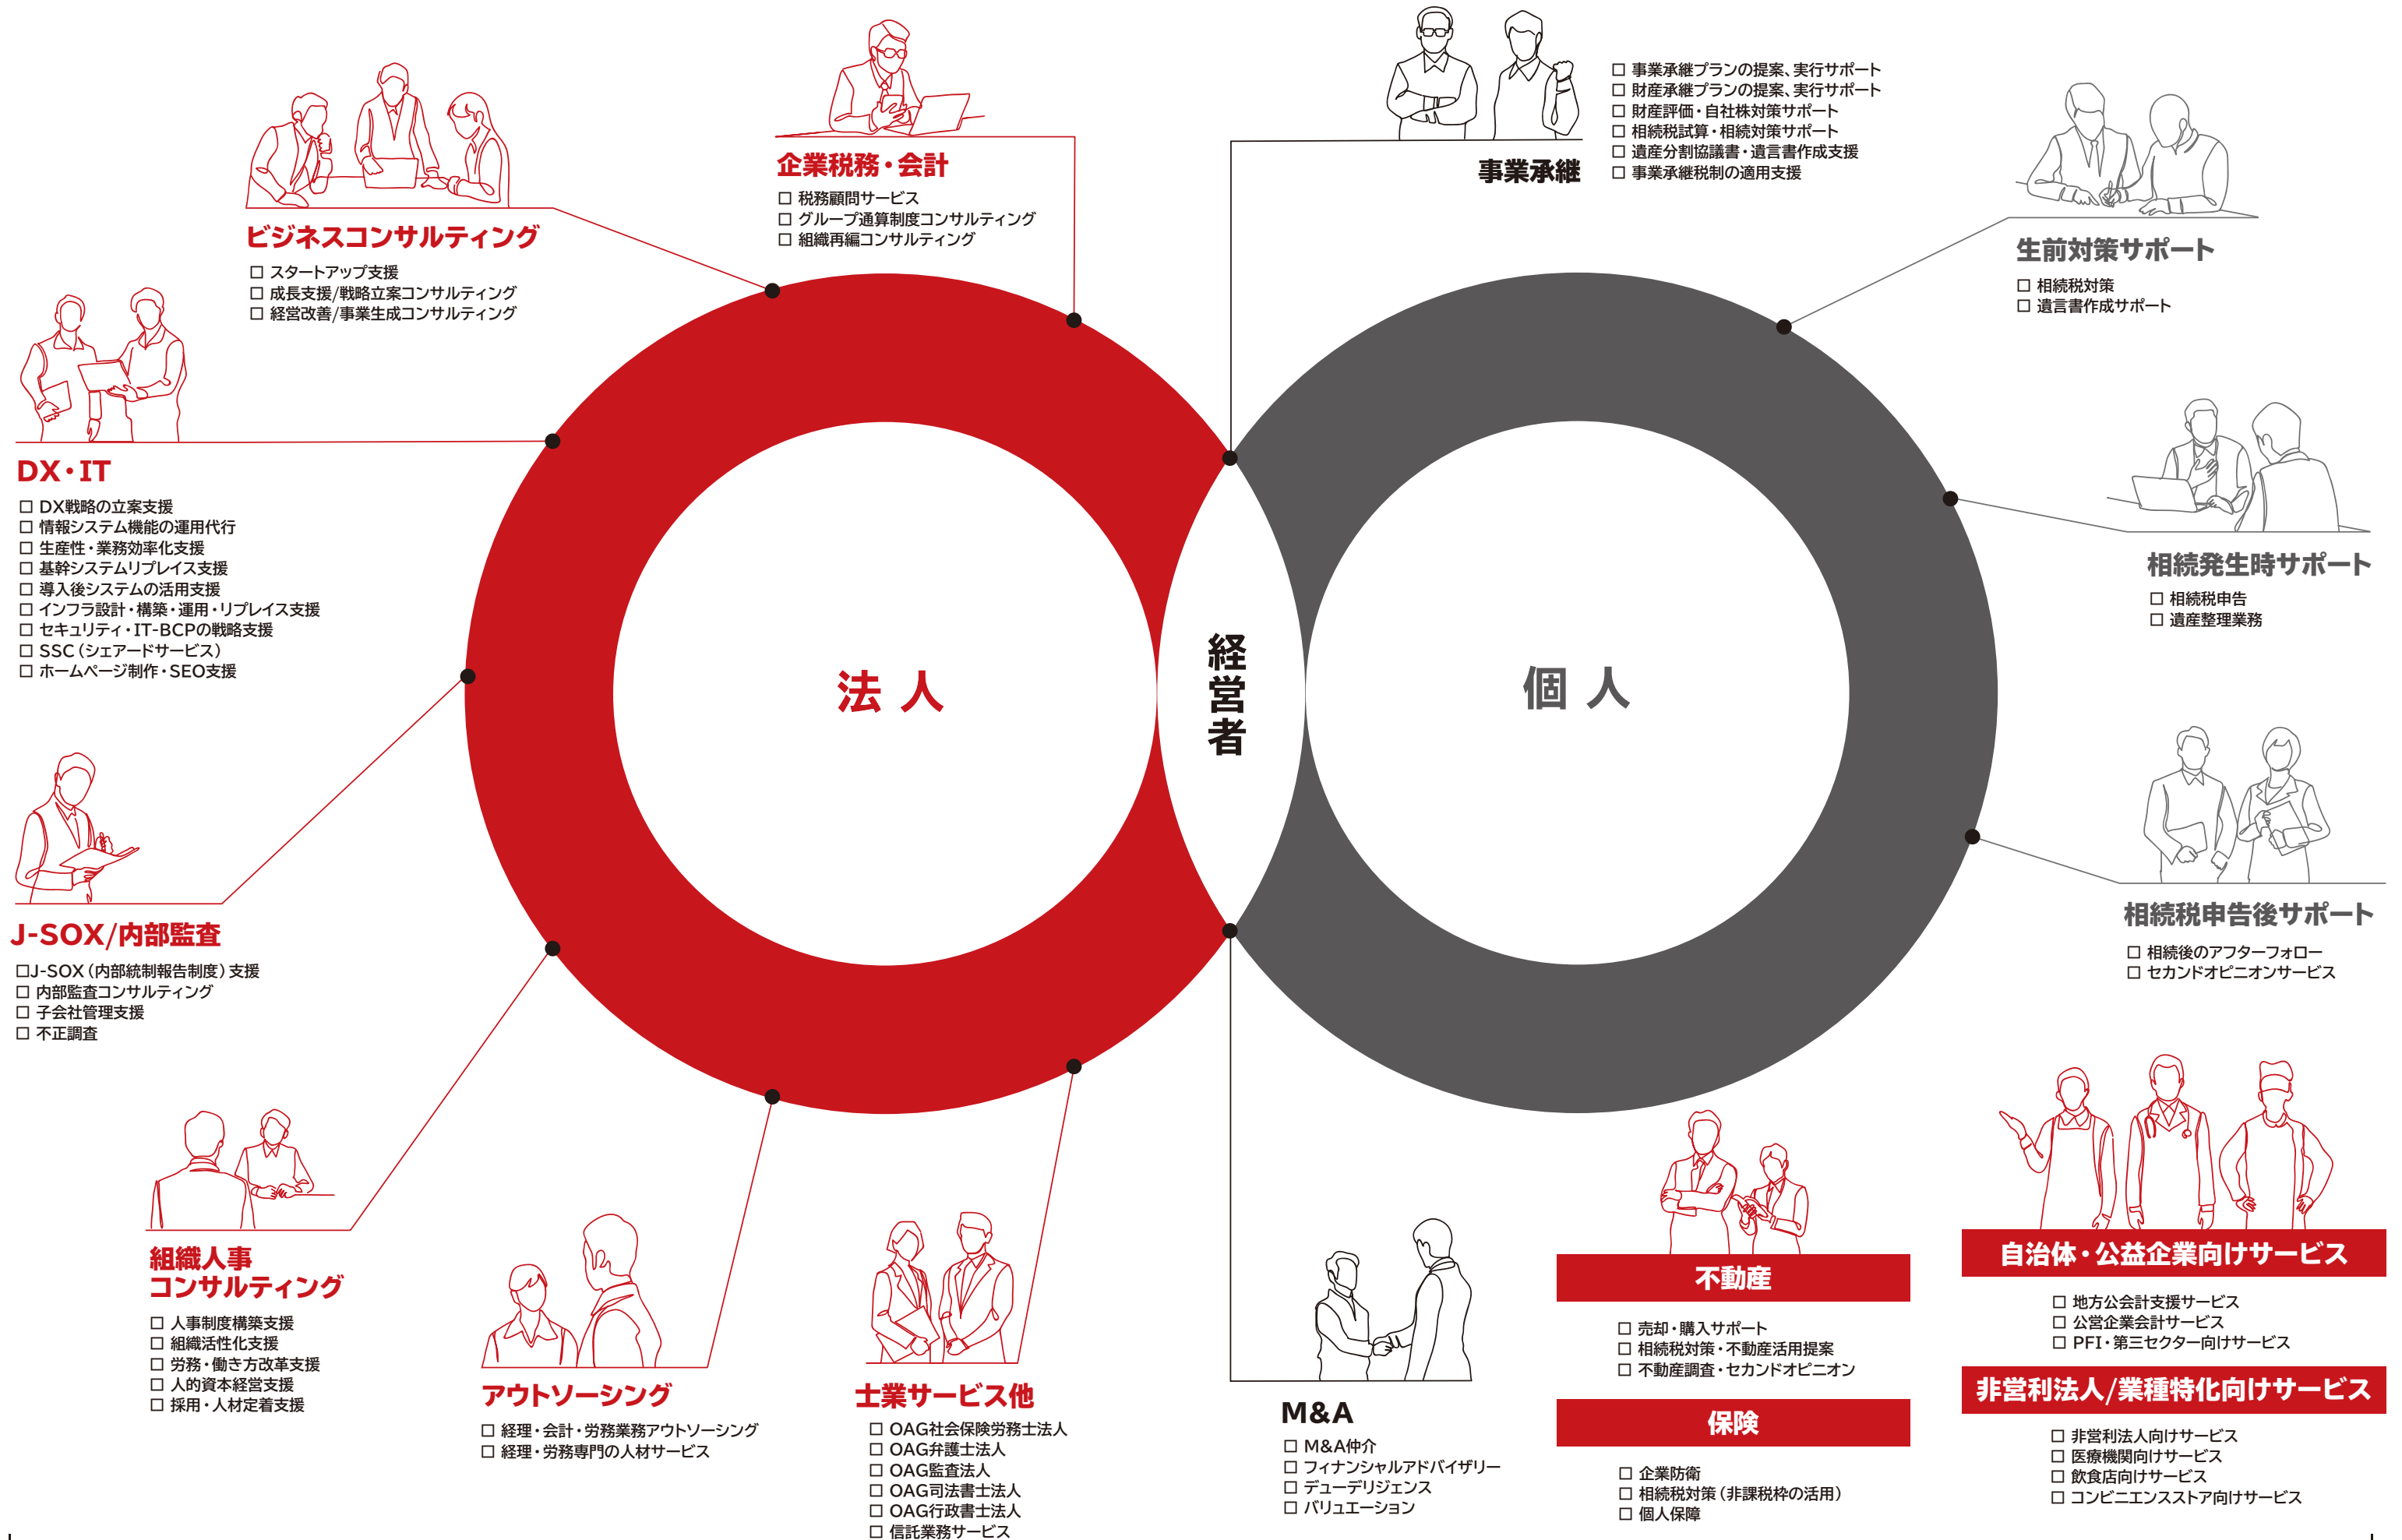 企業税務・会計
□ 税務顧問サービス
□ グループ通算制度コンサルティング
□ 組織再編コンサルティング
事業承継
□ 事業承継プランの提案、実行サポート
□ 財産承継プランの提案、実行サポート
□ 財産評価・自社株対策サポート
□ 相続税試算・相続対策サポート
□ 遺産分割協議書・遺言書作成支援
□ 事業承継税制の適用支援
ビジネスコンサルティング
□ スタートアップ支援
□ 成長支援/戦略立案コンサルティング
□ 経営改善/事業生成コンサルティング
生前対策サポート
□ 相続税対策
□ 遺言書作成サポート
DX・IT
□ DX戦略の立案支援
□ 情報システム機能の運用代行
□ 生産性・業務効率化支援
□ 基幹システムリプレイス支援
□ 導入後システムの活用支援
□ インフラ設計・構築・運用・リプレイス支援
□ セキュリティ・IT-BCPの戦略支援
□ SSC（シェアードサービス）
□ ホームページ制作・SEO支援
相続発生時サポート
□ 相続税申告
□ 遺産整理業務
法人
経営者
個人
J-SOX/内部監査
□J-SOX（内部統制報告制度）支援
□ 内部監査コンサルティング
□ 子会社管理支援
□ 不正調査
相続税申告後サポート
□ 相続後のアフターフォロー
□ セカンドオピニオンサービス
組織人事
コンサルティング
□ 人事制度構築支援
□ 組織活性化支援
□ 労務・働き方改革支援
□ 人的資本経営支援
□ 採用・人材定着支援
アウトソーシング
□ 経理・会計・労務業務アウトソーシング
□ 経理・労務専門の人材サービス
士業サービス他
□ OAG社会保険労務士法人
□ OAG弁護士法人
□ OAG監査法人
□ OAG司法書士法人
□ OAG行政書士法人
□ 信託業務サービス
M&A
□ M&A仲介
□ フィナンシャルアドバイザリー
□ デューデリジェンス
□ バリュエーション
不動産
□ 売却・購入サポート
□ 相続税対策・不動産活用提案
□ 不動産調査・セカンドオピニオン
保険
□ 企業防衛
□ 相続税対策（非課税枠の活用）
□ 個人保障
自治体・公益企業向けサービス
□ 地方公会計支援サービス
□ 公営企業会計サービス
□ PFI・第三セクター向けサービス
非営利法人/業種特化向けサービス
□ 非営利法人向けサービス
□ 医療機関向けサービス
□ 飲食店向けサービス
□ コンビニエンスストア向けサービス